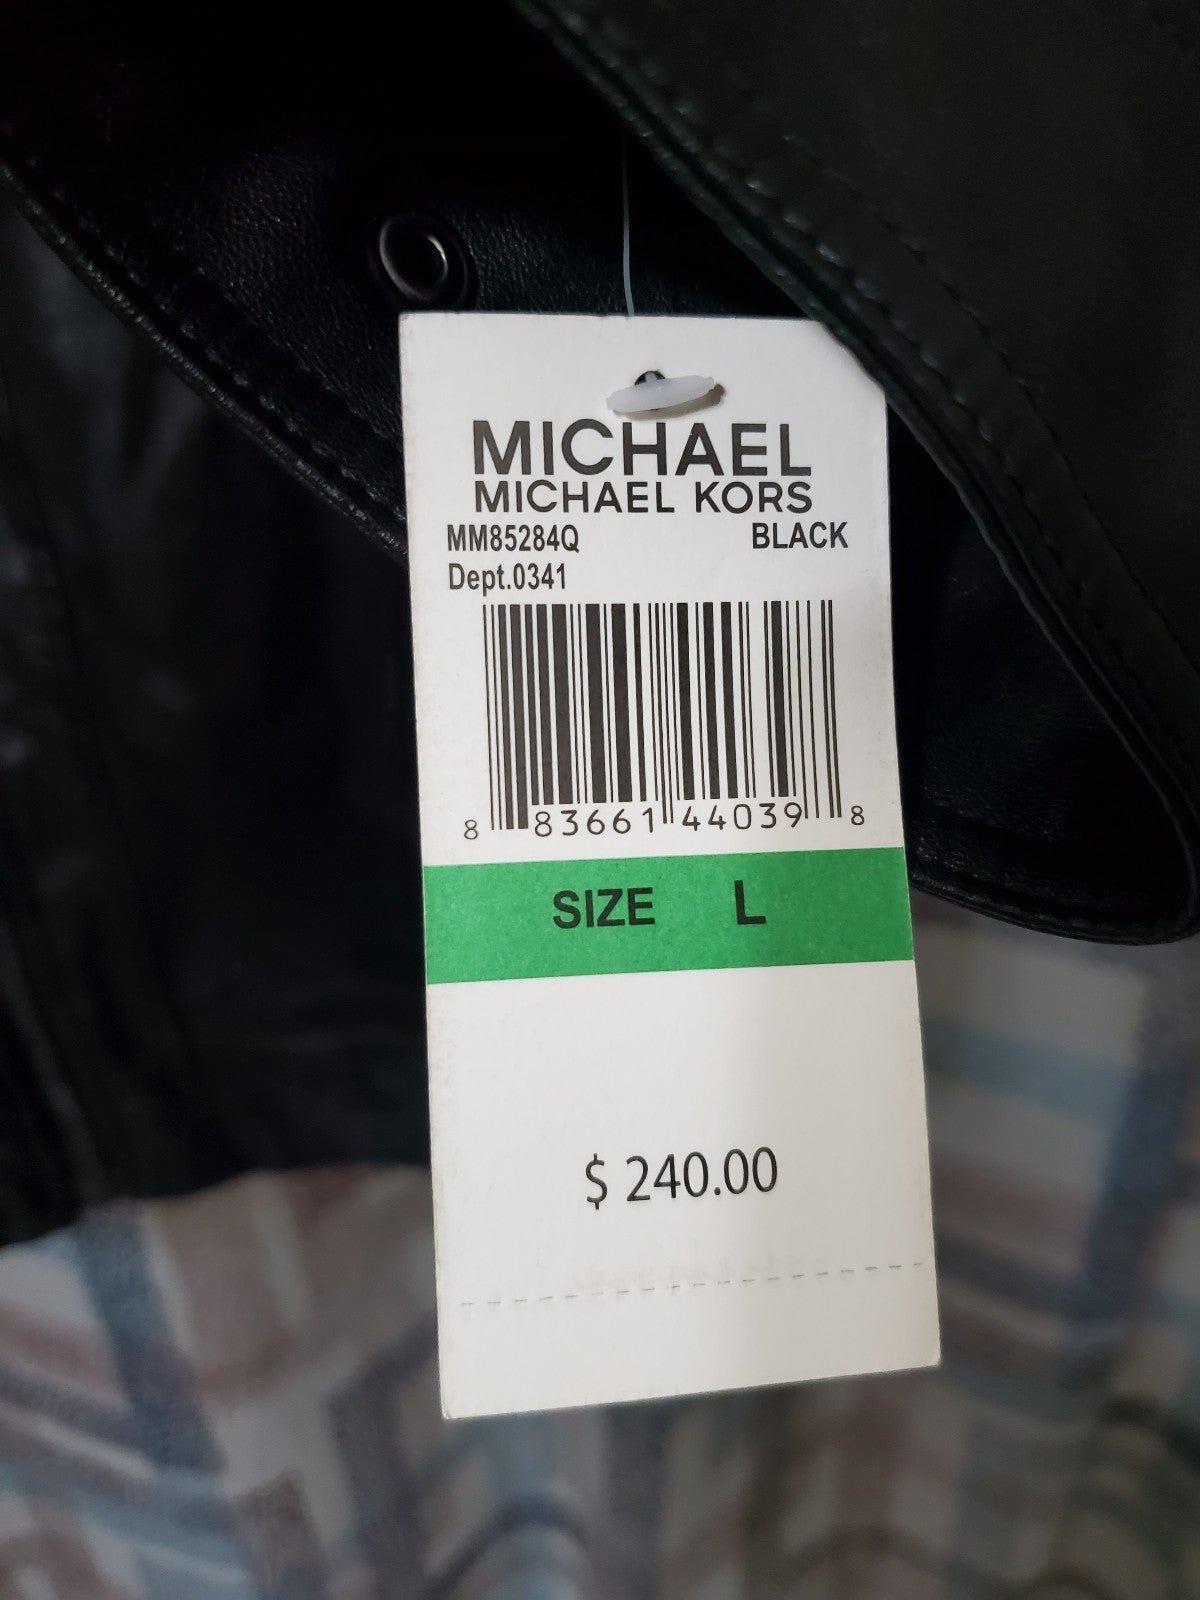 MICHAEL
MICHAEL KORS
MM85284Q BLACK
Dept.0341
8 83661 44039 8
SIZE L
$ 240.00